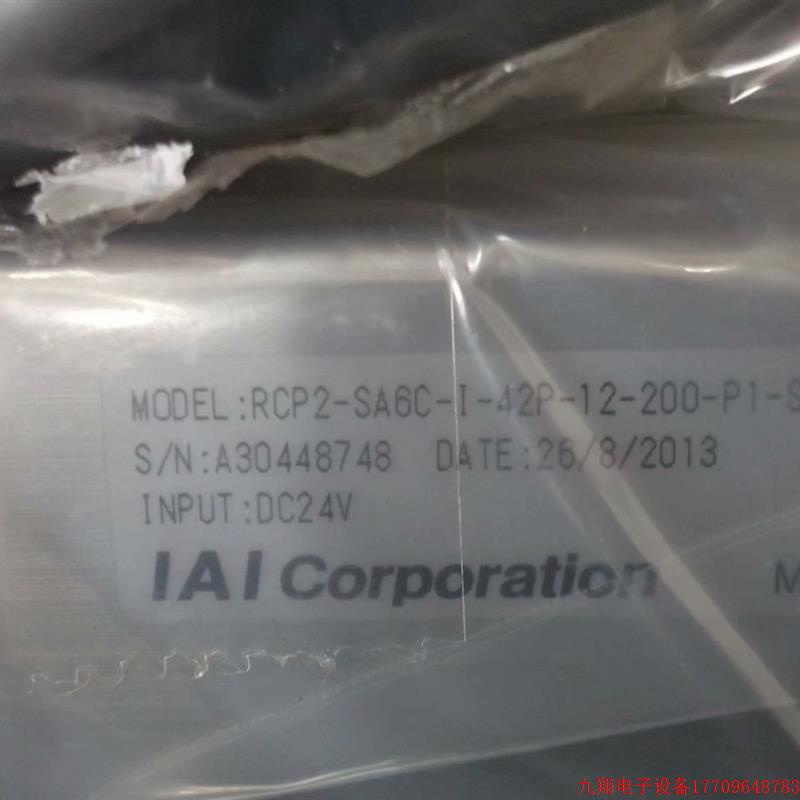 MODEL:RCP2-SA6C-I-42P-12-200-P1-S
S/N:A30448748 DATE:26/8/2013
INPUT:DC24V
IAI Corporation M
九翔电子设备17709648783